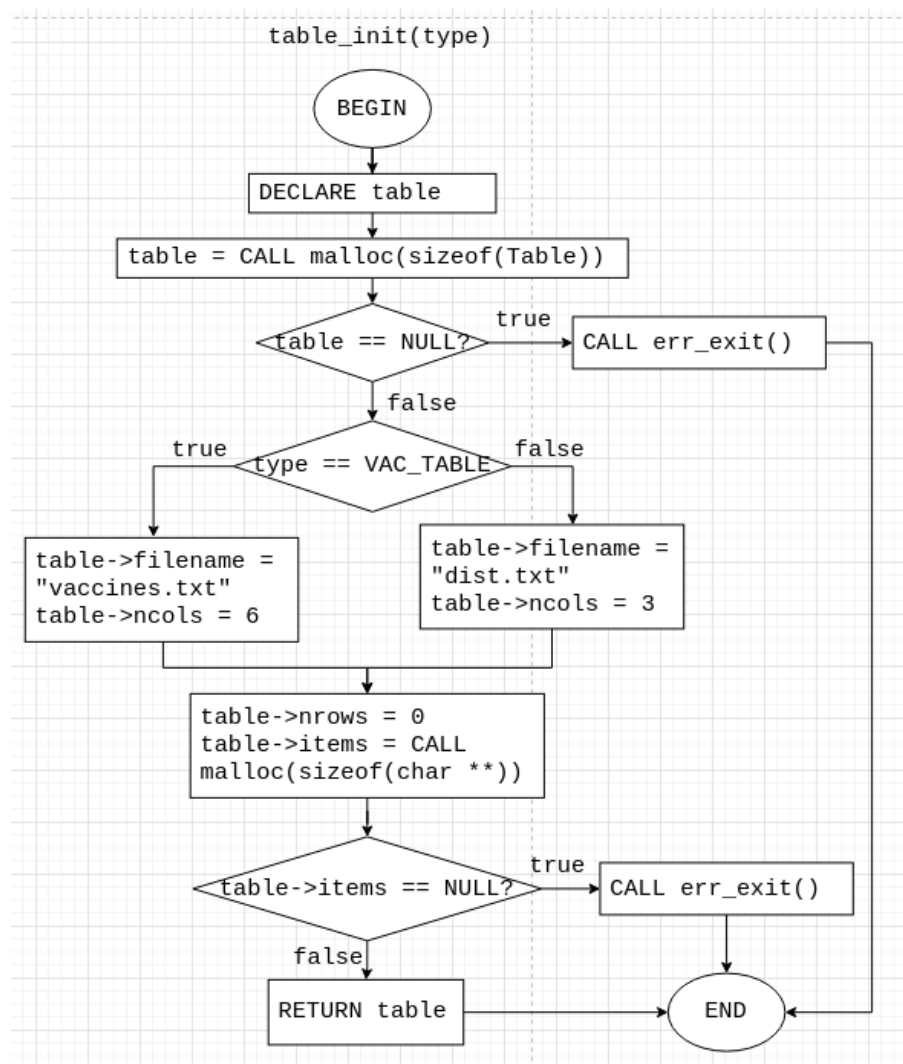 table_init(type)
BEGIN
DECLARE table
table = CALL malloc(sizeof(Table))
table == NULL?
true
CALL err_exit()
false
type == VAC_TABLE
true
false
table->filename =
"vaccines.txt"
table->ncols = 6
table->filename =
"dist.txt"
table->ncols = 3
table->nrows = 0
table->items = CALL
malloc(sizeof(char **))
table->items == NULL?
true
CALL err_exit()
false
RETURN table
END